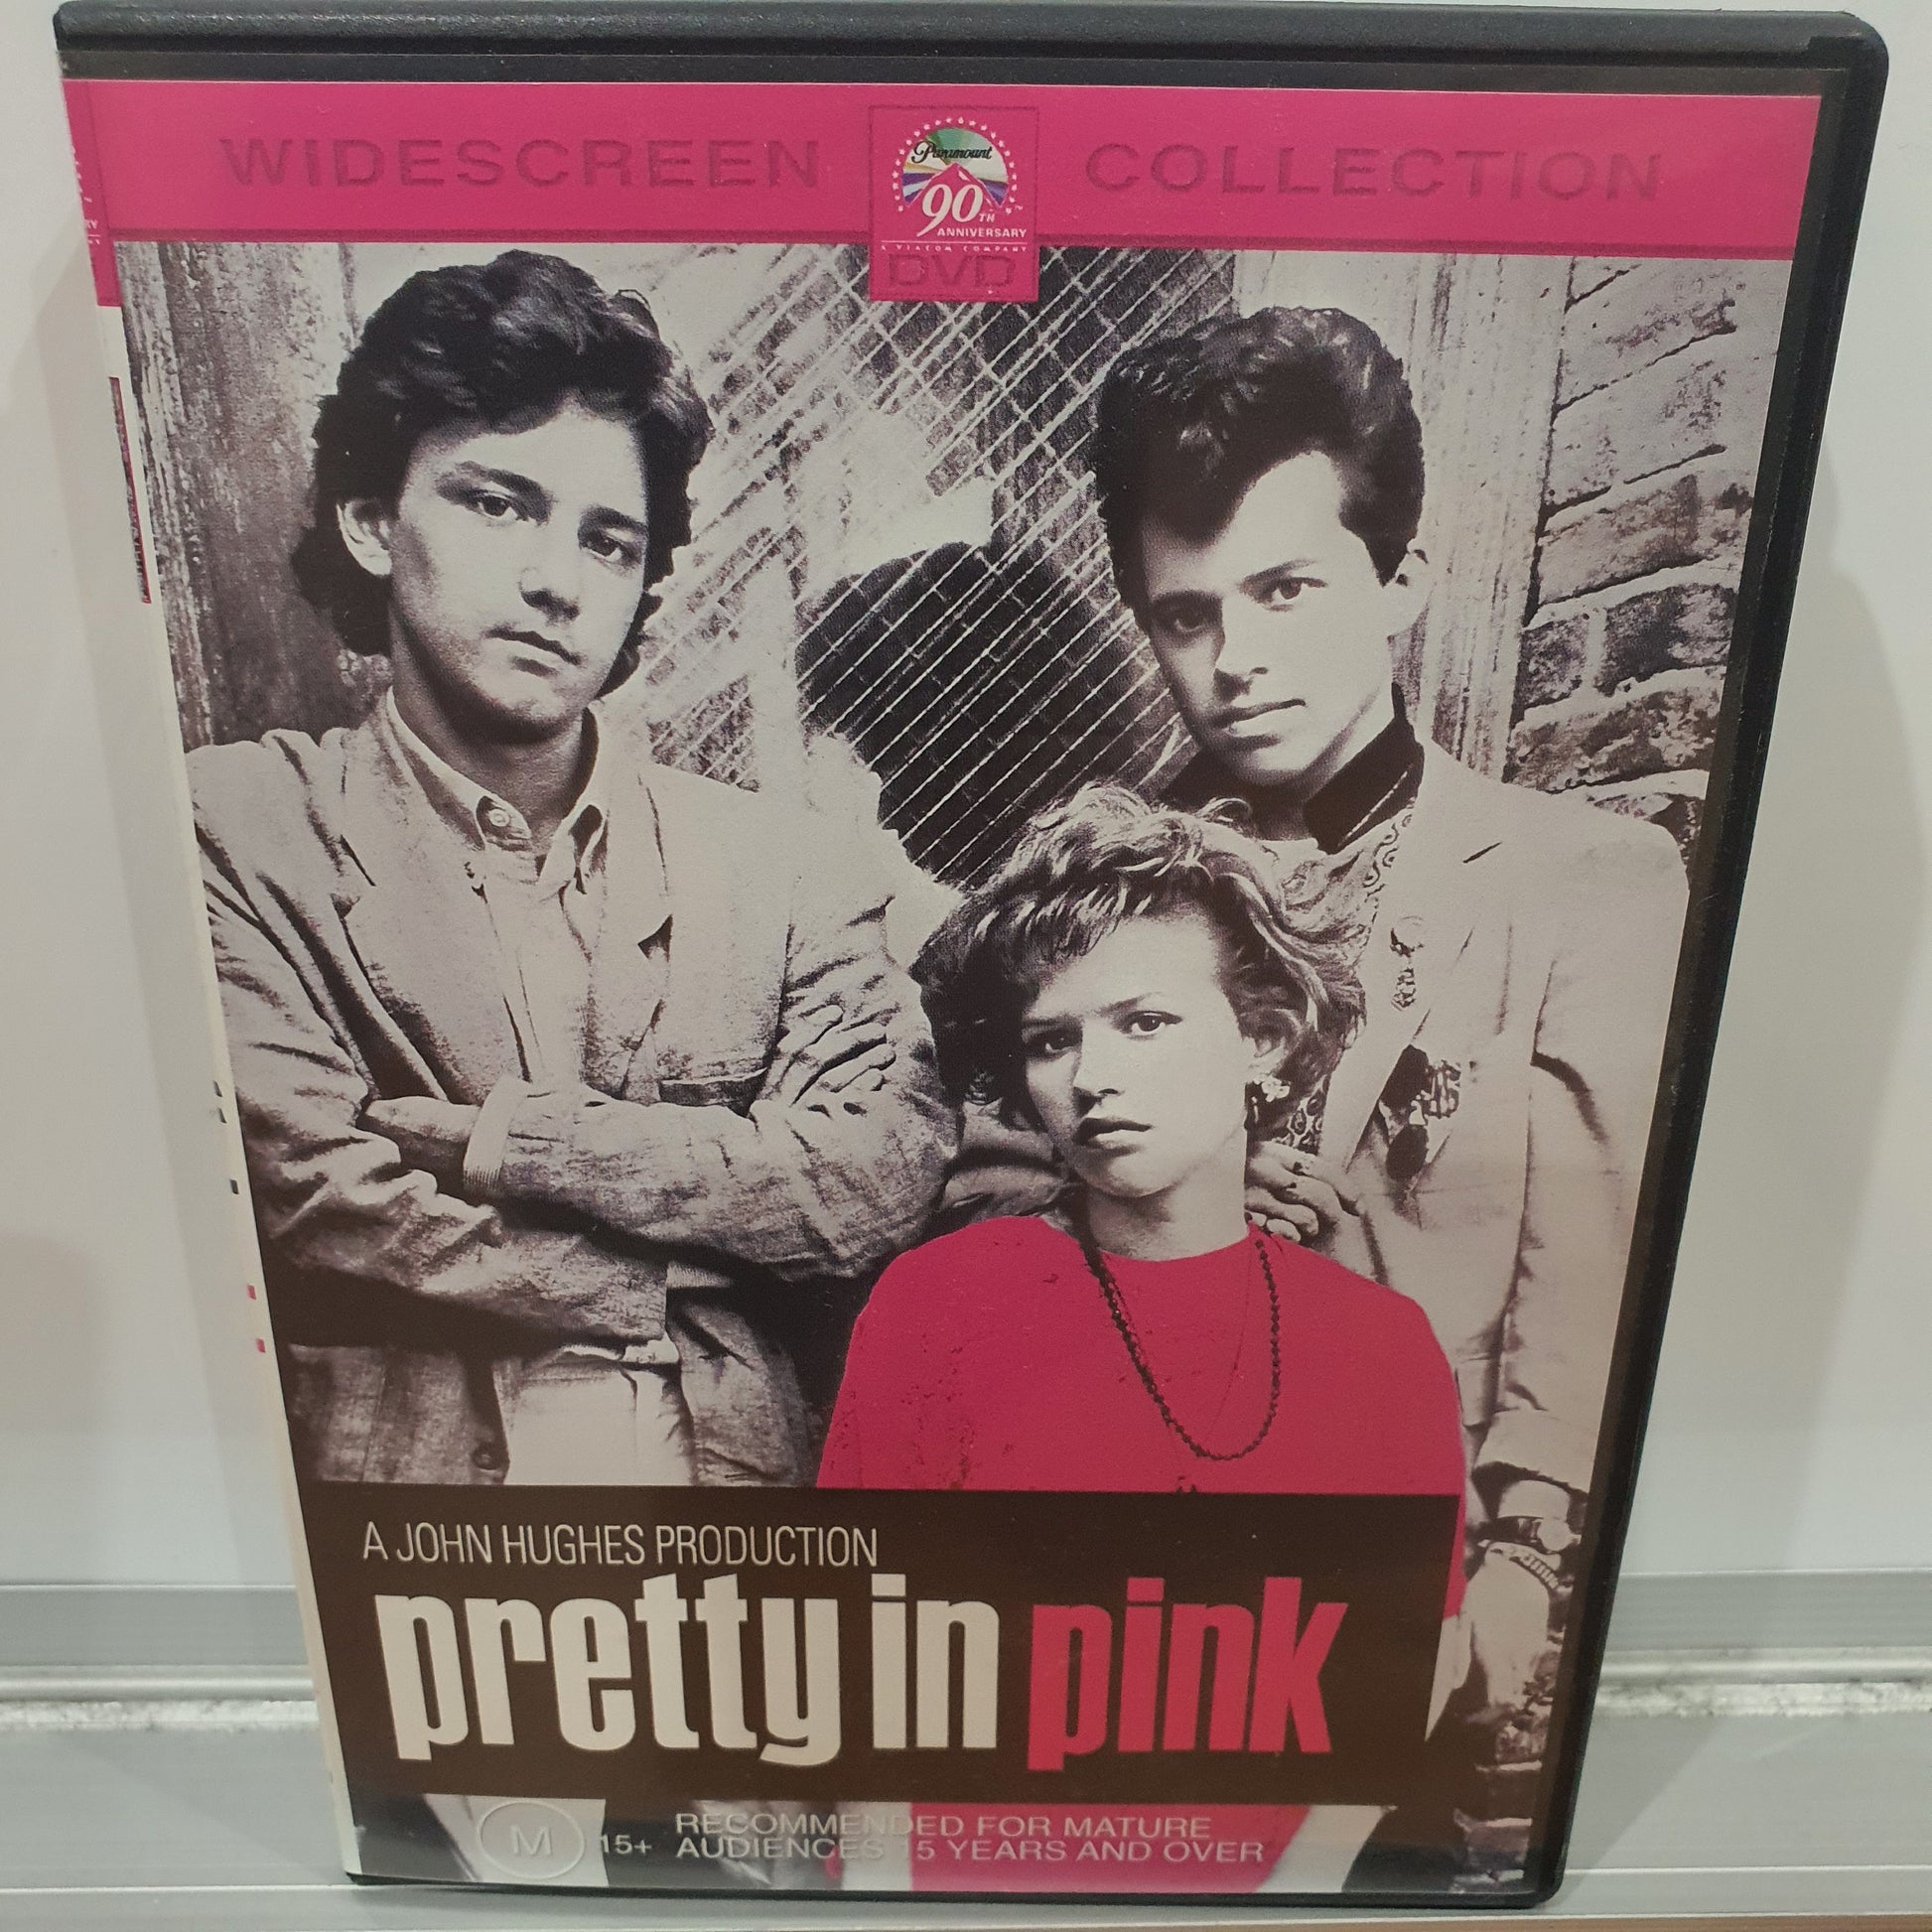 WIDESCREEN
Paramount
90TH
ANNIVERSARY
A VIACOM COMPANY
DVD
COLLECTION
A JOHN HUGHES PRODUCTION
pretty in pink
M 15+
RECOMMENDED FOR MATURE
AUDIENCES 15 YEARS AND OVER